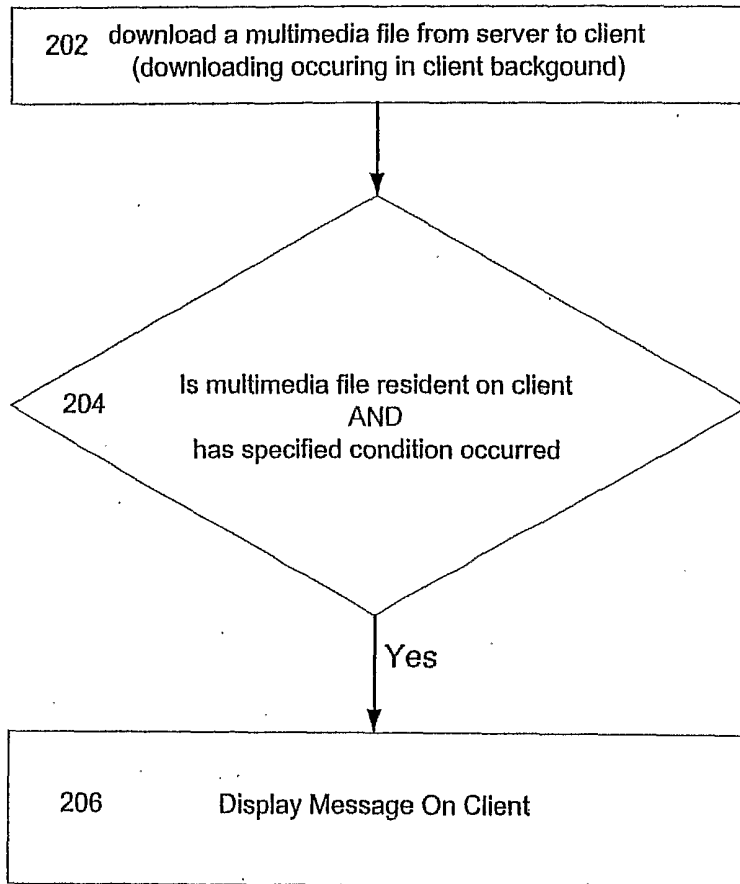 202 download a multimedia file from server to client
(downloading occuring in client backgound)
204 Is multimedia file resident on client
AND
has specified condition occurred
Yes
206 Display Message On Client